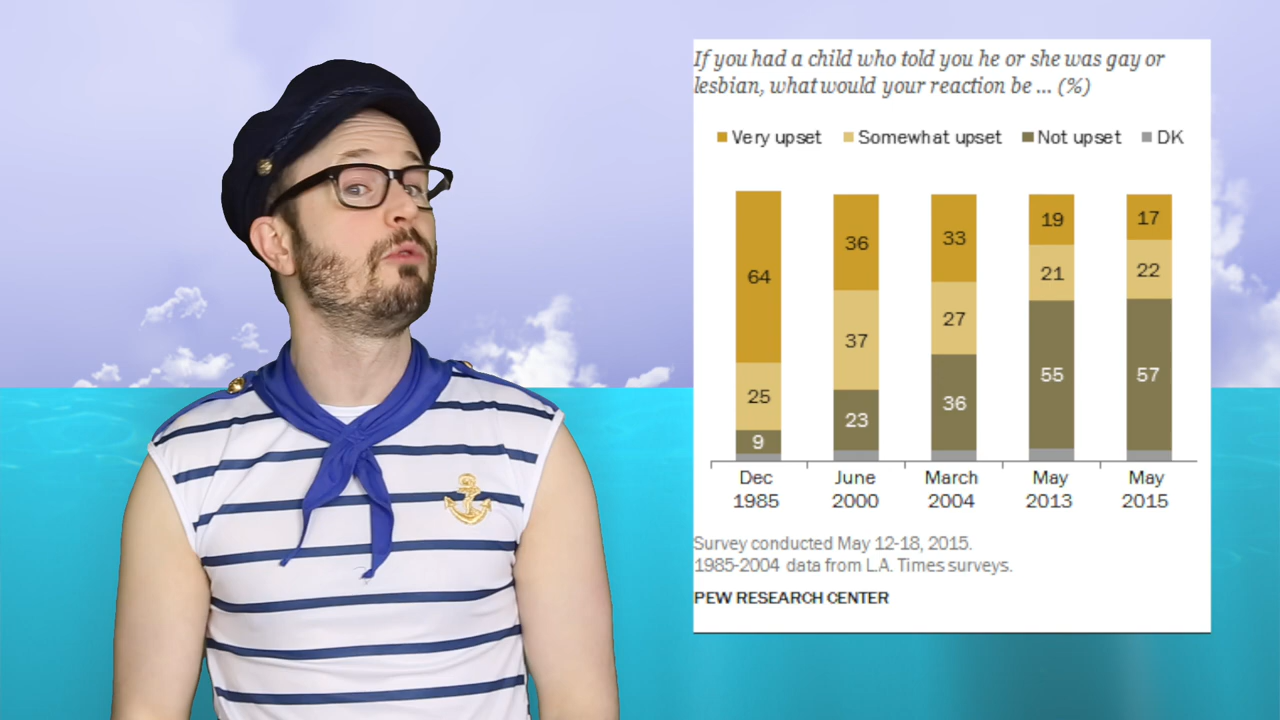 If you had a child who told you he or she was gay or
lesbian, what would your reaction be ... (%)
Very upset Somewhat upset Not upset DK
64 25 9
36 37 23
33 27 36
19 21 55
17 22 57
Dec 1985
June 2000
March 2004
May 2013
May 2015
Survey conducted May 12-18, 2015.
1985-2004 data from L.A. Times surveys.
PEW RESEARCH CENTER